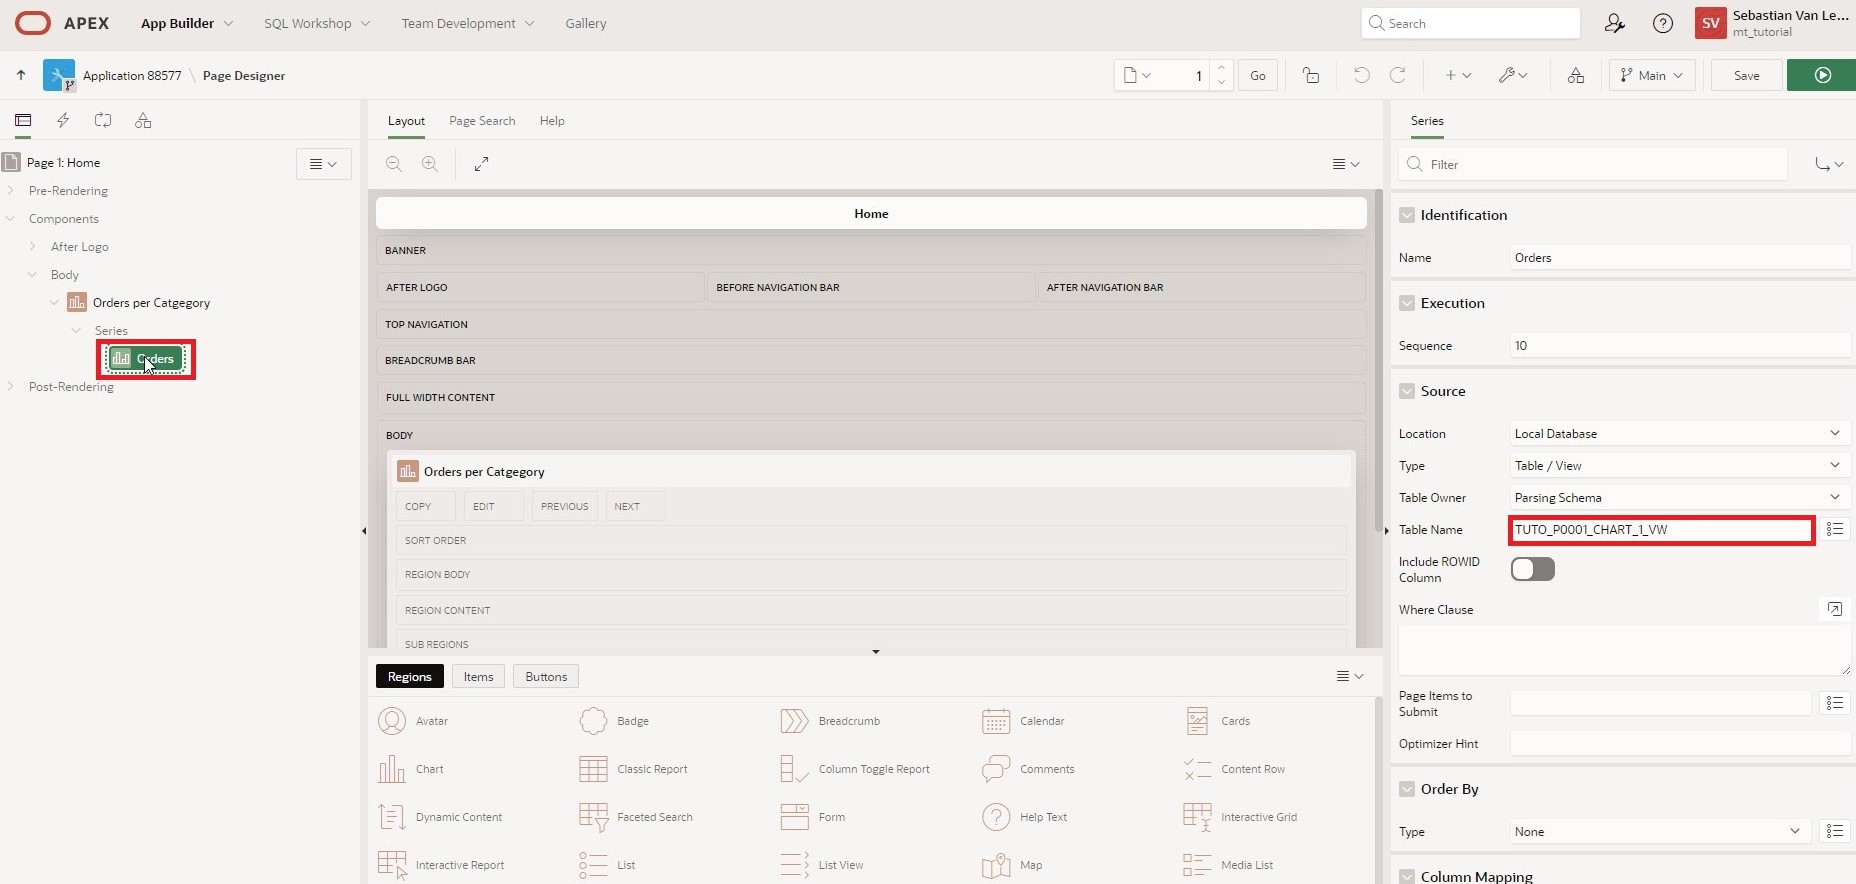 APEX App Builder SQL Workshop Team Development Gallery Search SV Sebastian Van Le...
mt_tutorial
Application 88577 \ Page Designer 1 Go Main Save
Layout Page Search Help
Series
Page 1: Home
Pre-Rendering
Components
After Logo
Body
Orders per Catgegory
Series
Orders
Post-Rendering
Home
BANNER
AFTER LOGO BEFORE NAVIGATION BAR AFTER NAVIGATION BAR
TOP NAVIGATION
BREADCRUMB BAR
FULL WIDTH CONTENT
BODY
Orders per Catgegory
COPY EDIT PREVIOUS NEXT
SORT ORDER
REGION BODY
REGION CONTENT
SUB REGIONS
Regions Items Buttons
Avatar Badge Breadcrumb Calendar Cards
Chart Classic Report Column Toggle Report Comments Content Row
Dynamic Content Faceted Search Form Help Text Interactive Grid
Interactive Report List List View Map Media List
Filter
Identification
Name Orders
Execution
Sequence 10
Source
Location Local Database
Type Table / View
Table Owner Parsing Schema
Table Name TUTO_P0001_CHART_1_VW
Include ROWID
Column
Where Clause
Page Items to
Submit
Optimizer Hint
Order By
Type None
Column Mapping